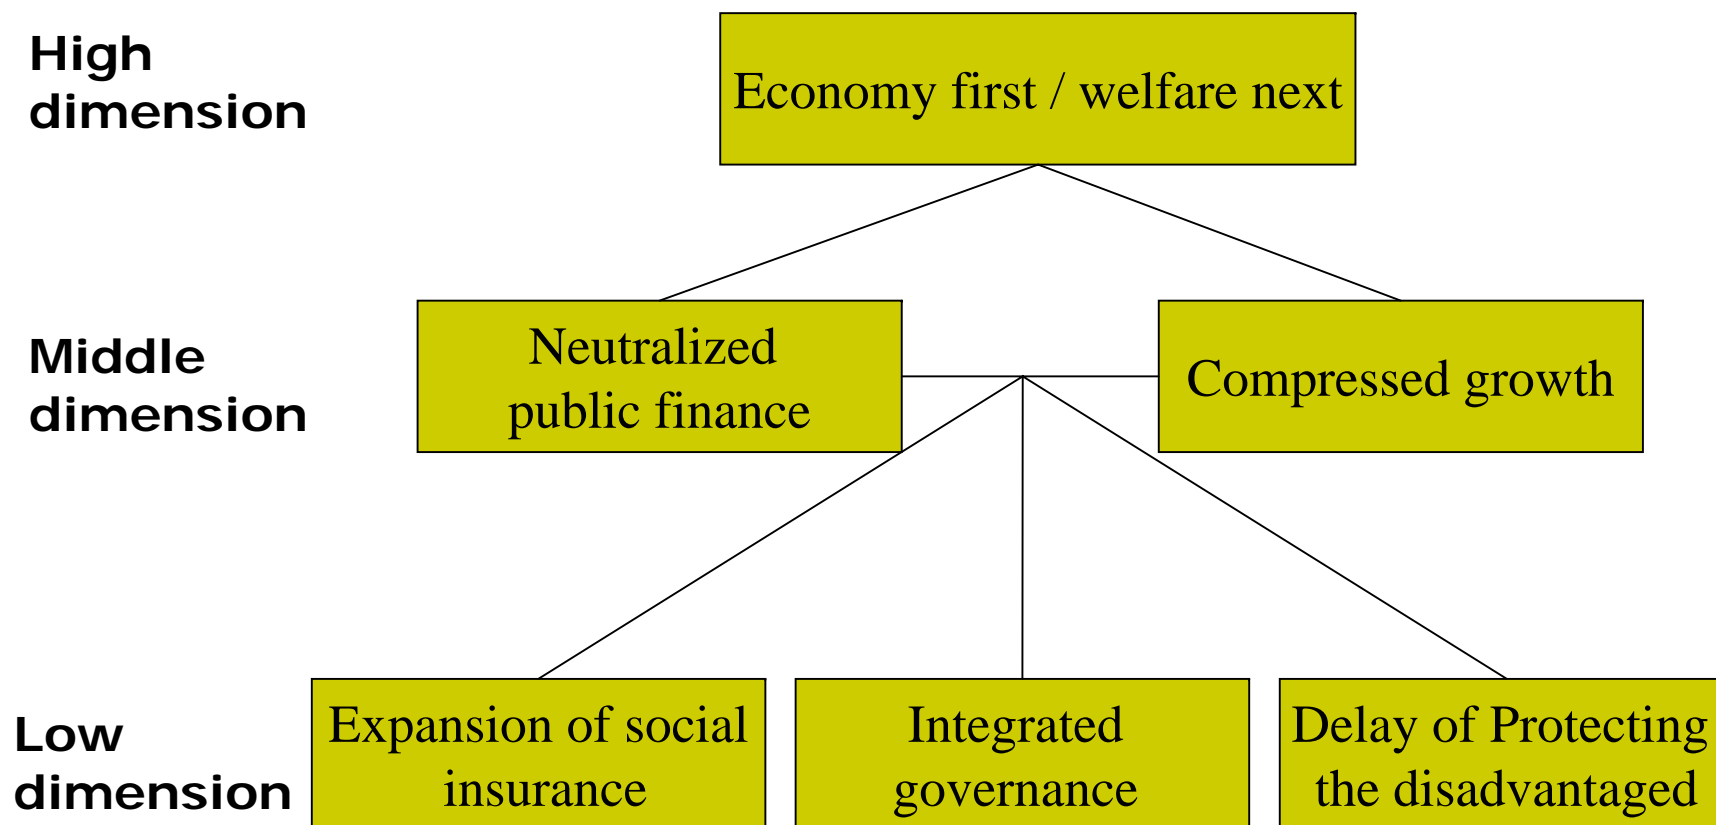 High
dimension
Economy first / welfare next
Middle
dimension
Neutralized
public finance
Compressed growth
Low
dimension
Expansion of social
insurance
Integrated
governance
Delay of Protecting
the disadvantaged